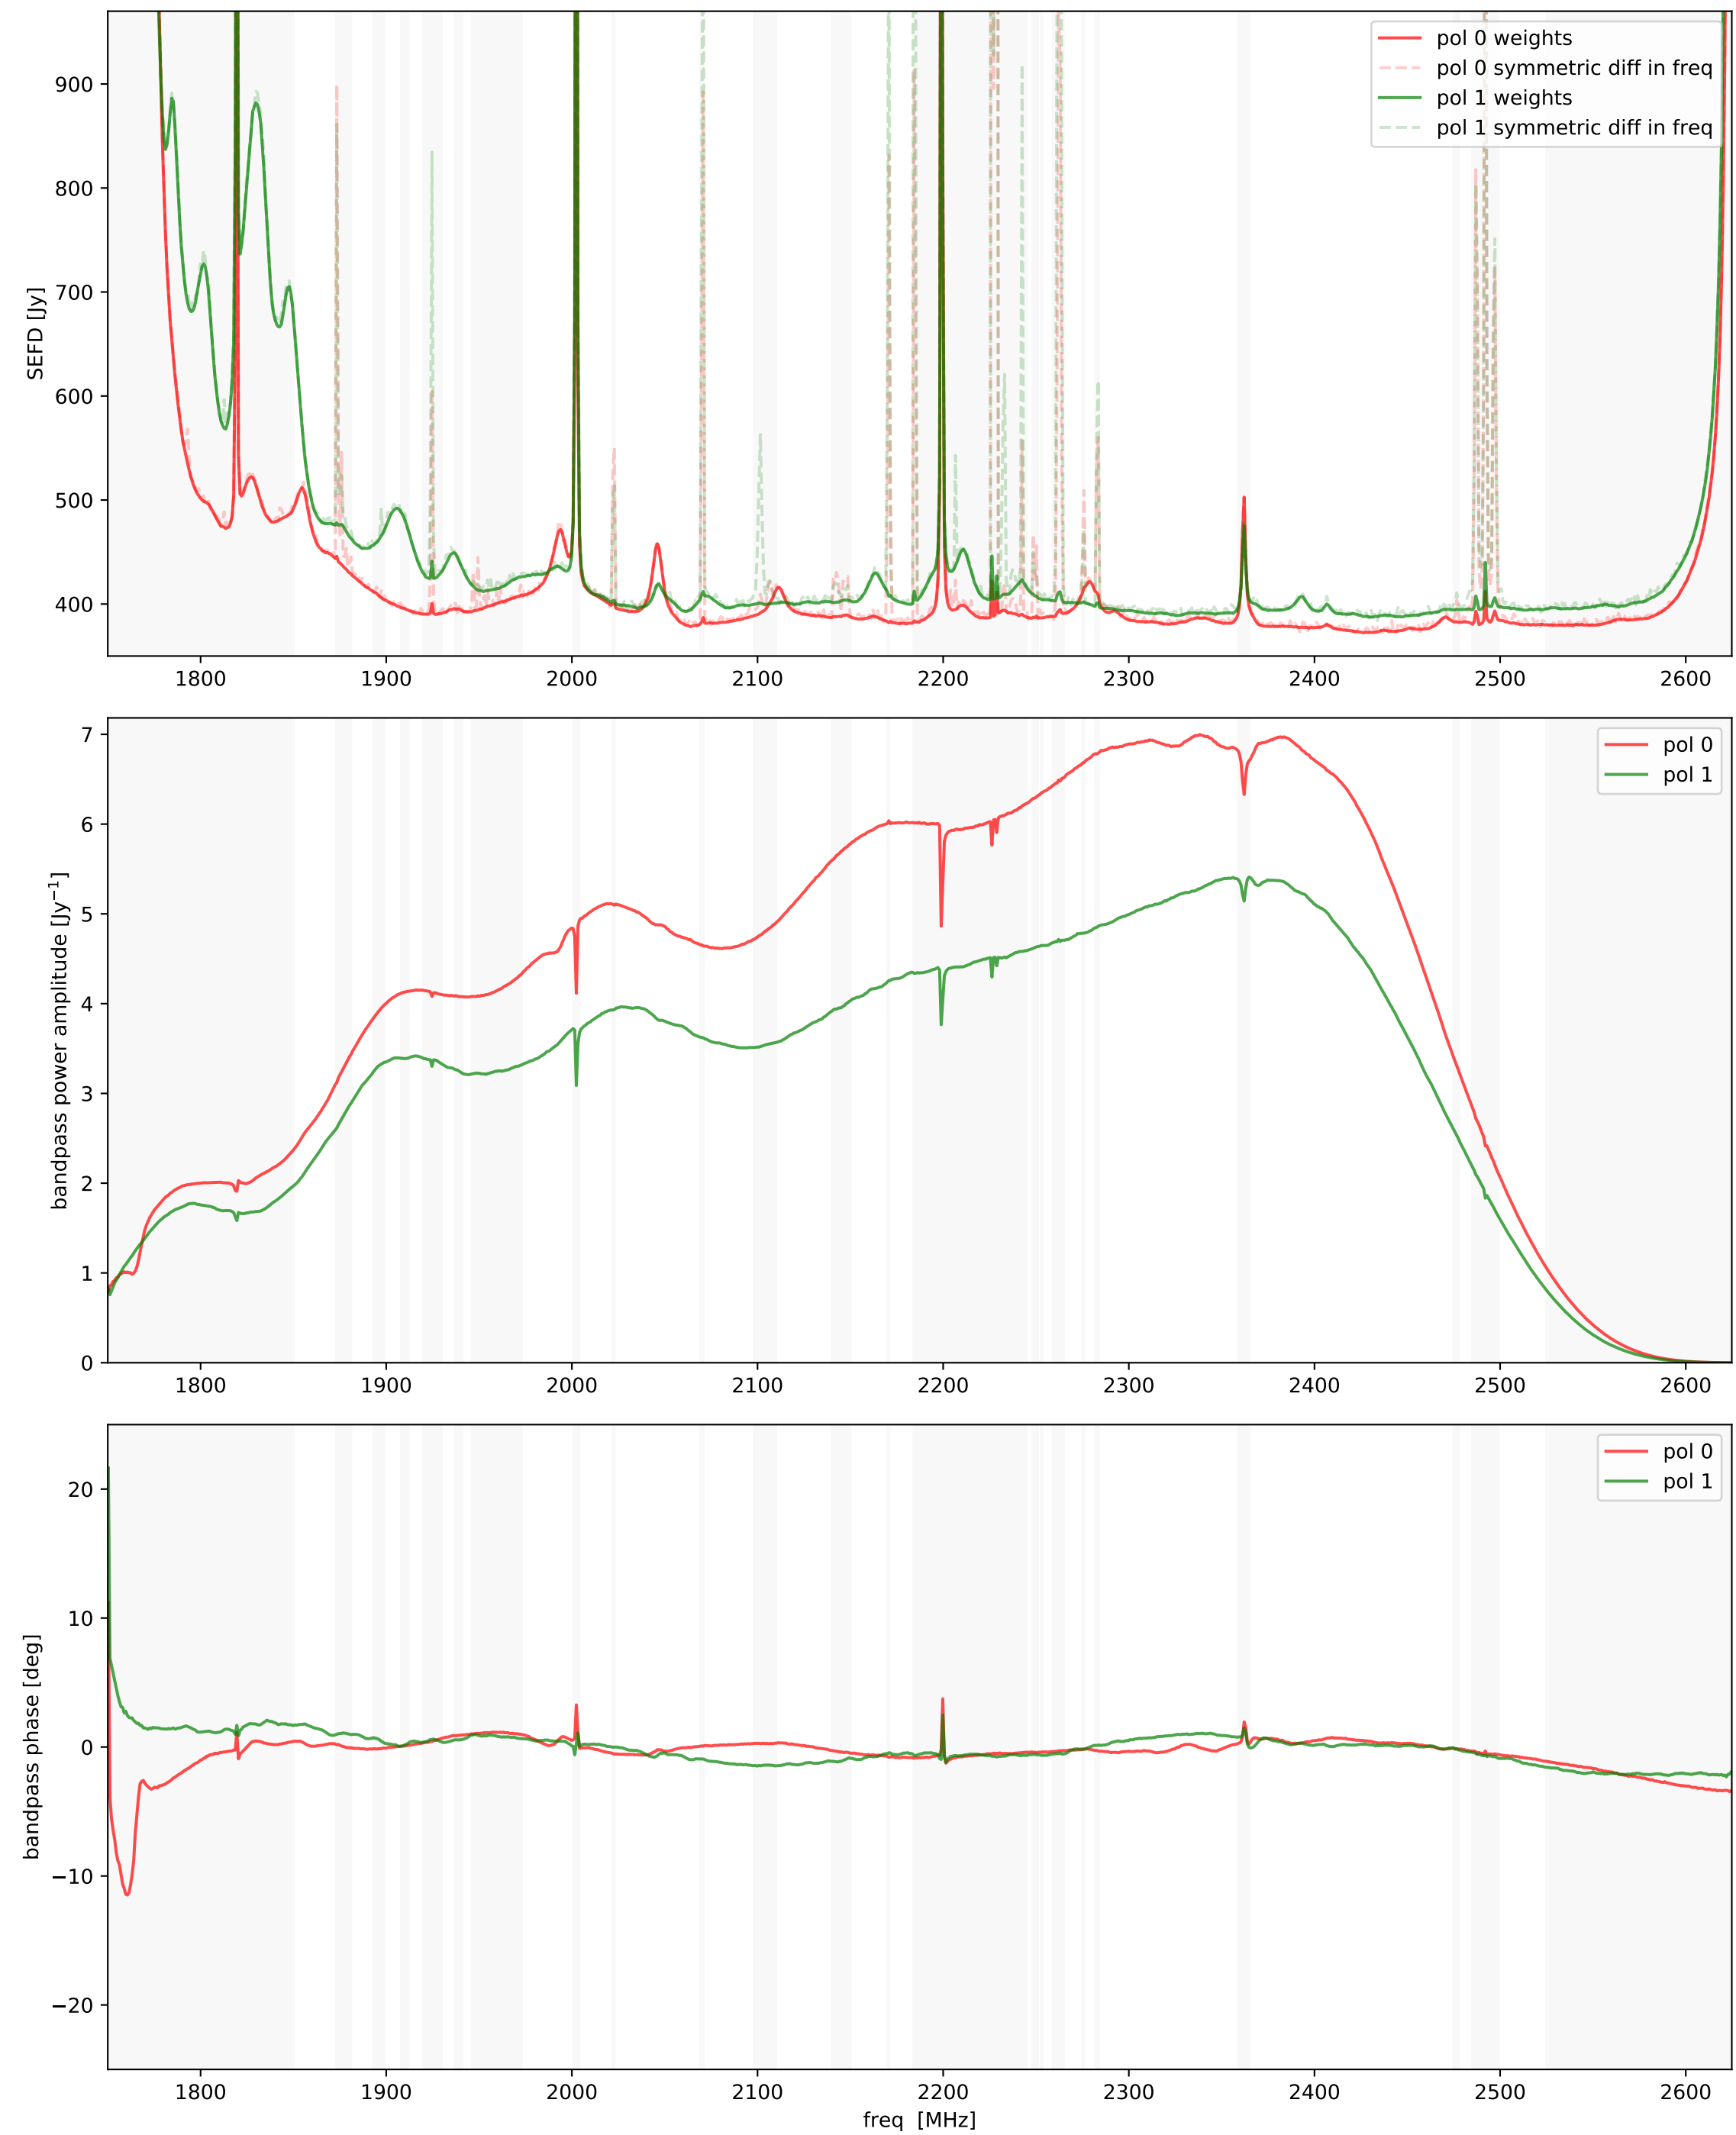 900
800
700
600
500
400
SEFD [Jy]
pol 0 weights
pol 0 symmetric diff in freq
pol 1 weights
pol 1 symmetric diff in freq
1800 1900 2000 2100 2200 2300 2400 2500 2600
7
6
5
4
3
2
1
0
bandpass power amplitude [Jy⁻¹]
pol 0
pol 1
1800 1900 2000 2100 2200 2300 2400 2500 2600
20
10
0
−10
−20
bandpass phase [deg]
pol 0
pol 1
1800 1900 2000 2100 2200 2300 2400 2500 2600
freq [MHz]